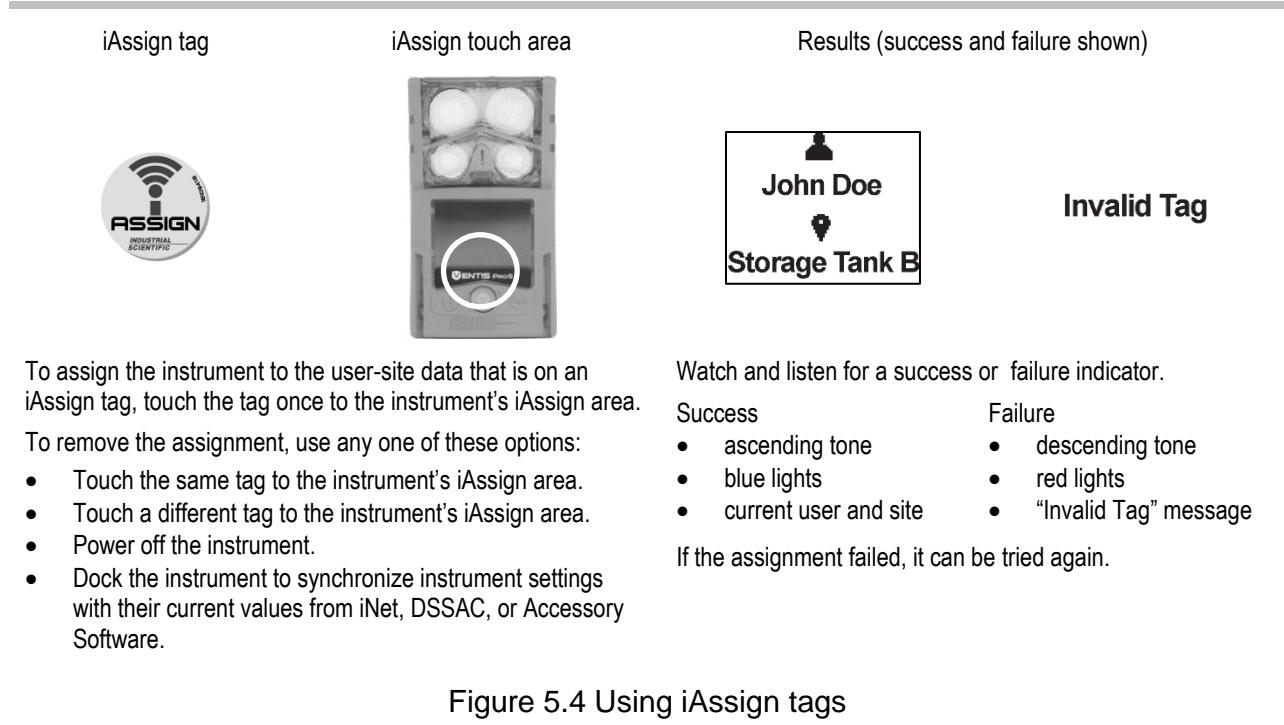 iAssign tag
iAssign touch area
Results (success and failure shown)
ASSIGN
INDUSTRIAL
SCIENTIFIC
VENTIS PRO5
INDUSTRIAL
SCIENTIFIC
John Doe
Storage Tank B
Invalid Tag
To assign the instrument to the user-site data that is on an
iAssign tag, touch the tag once to the instrument’s iAssign area.
To remove the assignment, use any one of these options:
• Touch the same tag to the instrument’s iAssign area.
• Touch a different tag to the instrument’s iAssign area.
• Power off the instrument.
• Dock the instrument to synchronize instrument settings
with their current values from iNet, DSSAC, or Accessory
Software.
Watch and listen for a success or failure indicator.
Success
• ascending tone
• blue lights
• current user and site
Failure
• descending tone
• red lights
• “Invalid Tag” message
If the assignment failed, it can be tried again.
Figure 5.4 Using iAssign tags